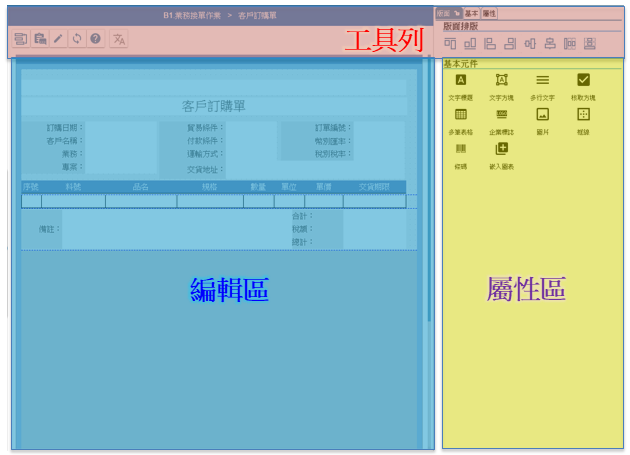 B1.業務接單作業 > 客戶訂購單
版面 基本 屬性
工具列
版面排版
編輯區
客戶訂購單
訂購日期： 貿易條件： 訂單編號：
客戶名稱： 付款條件： 幣別匯率：
業務： 運輸方式： 稅別稅率：
專案： 交貨地址：
序號 料號 品名 規格 數量 單位 單價 交貨期限
合計：
備註： 稅額：
總計：
基本元件
文字標題 文字方塊 多行文字 核取方塊
多筆表格 企業標誌 圖片 框線
條碼 嵌入圖表
屬性區